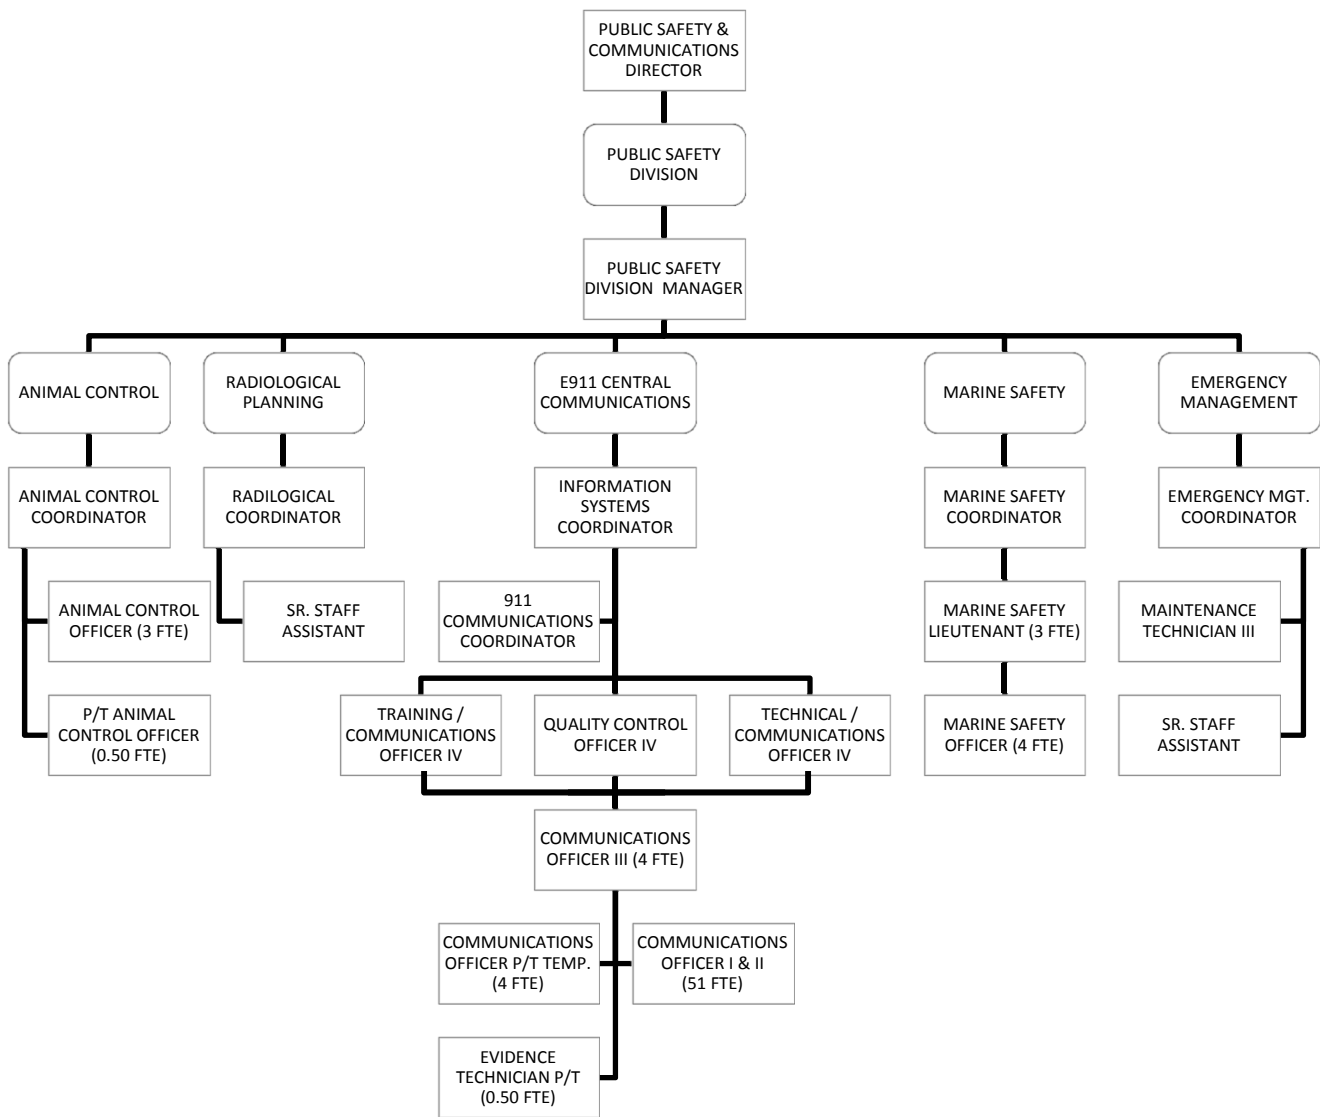 PUBLIC SAFETY &
COMMUNICATIONS
DIRECTOR
PUBLIC SAFETY
DIVISION
PUBLIC SAFETY
DIVISION MANAGER
ANIMAL CONTROL
RADIOLOGICAL
PLANNING
E911 CENTRAL
COMMUNICATIONS
MARINE SAFETY
EMERGENCY
MANAGEMENT
ANIMAL CONTROL
COORDINATOR
RADILOGICAL
COORDINATOR
INFORMATION
SYSTEMS
COORDINATOR
MARINE SAFETY
COORDINATOR
EMERGENCY MGT.
COORDINATOR
ANIMAL CONTROL
OFFICER (3 FTE)
SR. STAFF
ASSISTANT
911
COMMUNICATIONS
COORDINATOR
MARINE SAFETY
LIEUTENANT (3 FTE)
MAINTENANCE
TECHNICIAN III
P/T ANIMAL
CONTROL OFFICER
(0.50 FTE)
TRAINING /
COMMUNICATIONS
OFFICER IV
QUALITY CONTROL
OFFICER IV
TECHNICAL /
COMMUNICATIONS
OFFICER IV
MARINE SAFETY
OFFICER (4 FTE)
SR. STAFF
ASSISTANT
COMMUNICATIONS
OFFICER III (4 FTE)
COMMUNICATIONS
OFFICER P/T TEMP.
(4 FTE)
COMMUNICATIONS
OFFICER I & II
(51 FTE)
EVIDENCE
TECHNICIAN P/T
(0.50 FTE)